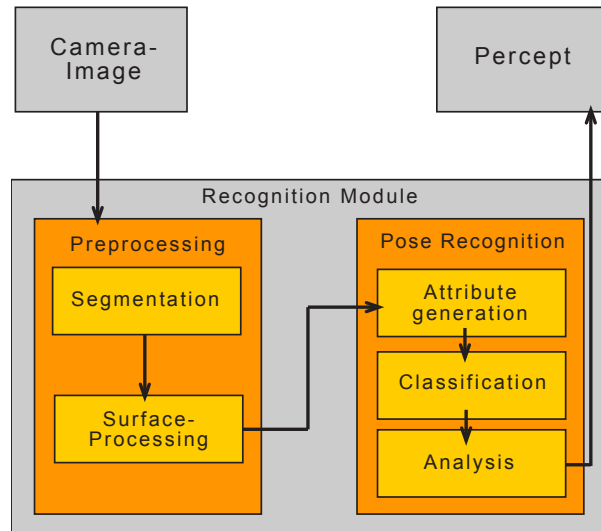 Camera-
Image
Percept
Recognition Module
Preprocessing
Segmentation
Surface-
Processing
Pose Recognition
Attribute
generation
Classification
Analysis